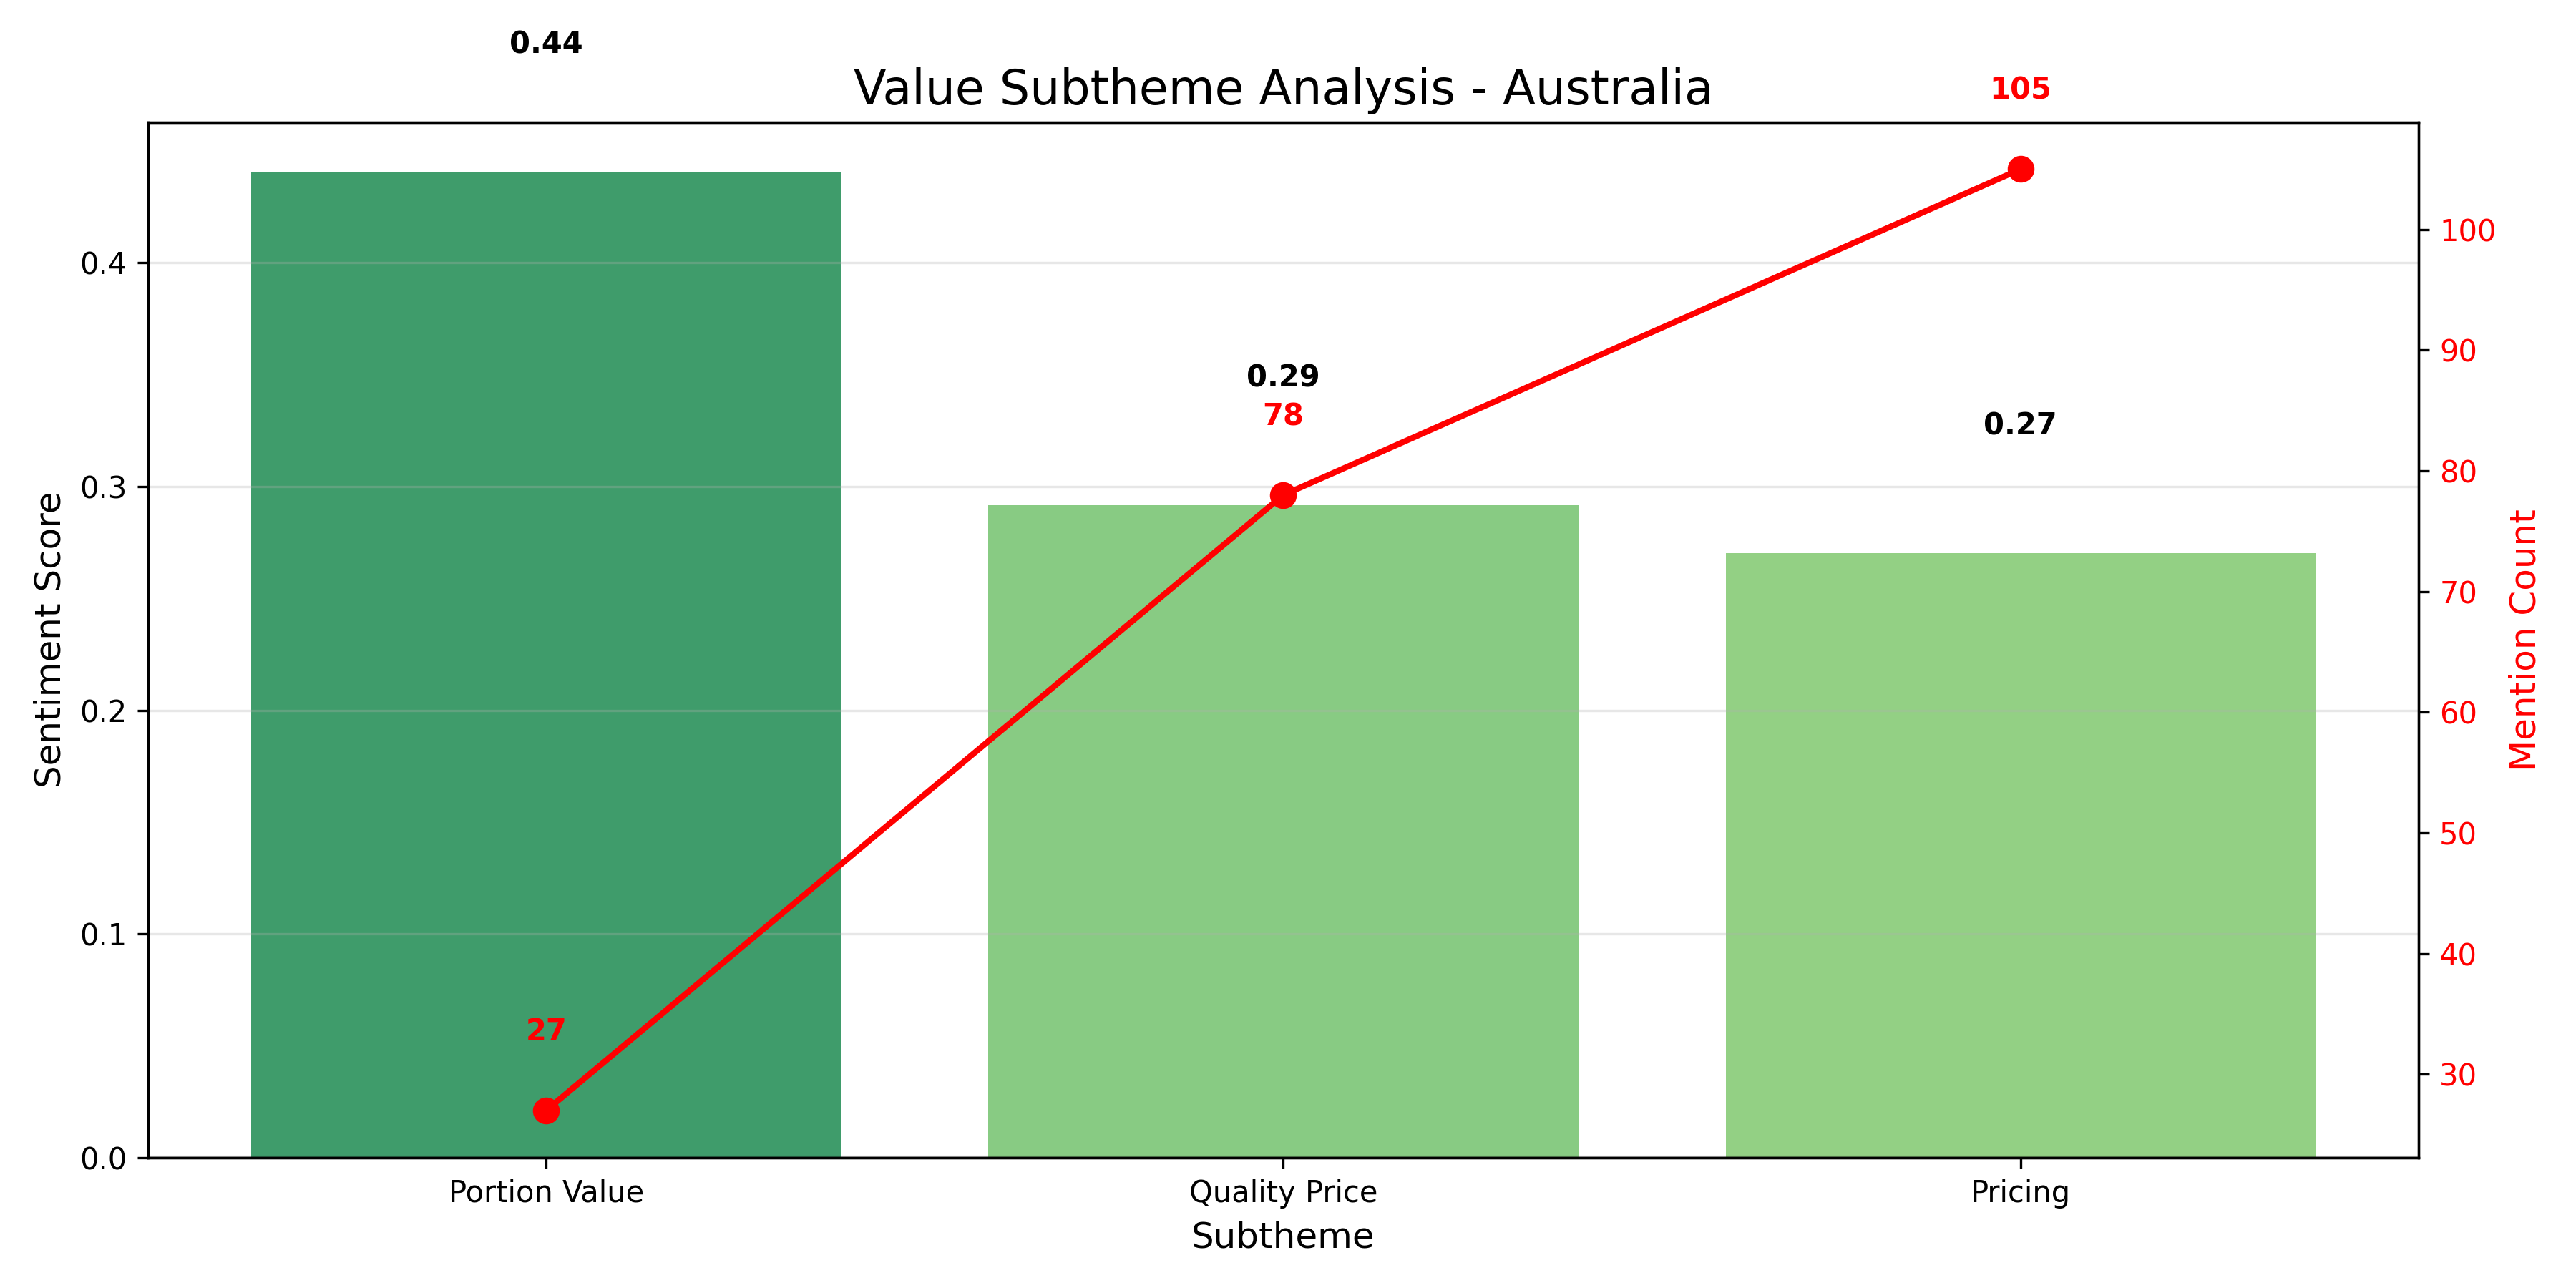 0.44
Value Subtheme Analysis - Australia
105
0.4
0.3
0.2
0.1
0.0
Sentiment Score
0.29
78
0.27
27
100
90
80
70
60
50
40
30
Mention Count
Portion Value
Quality Price
Pricing
Subtheme